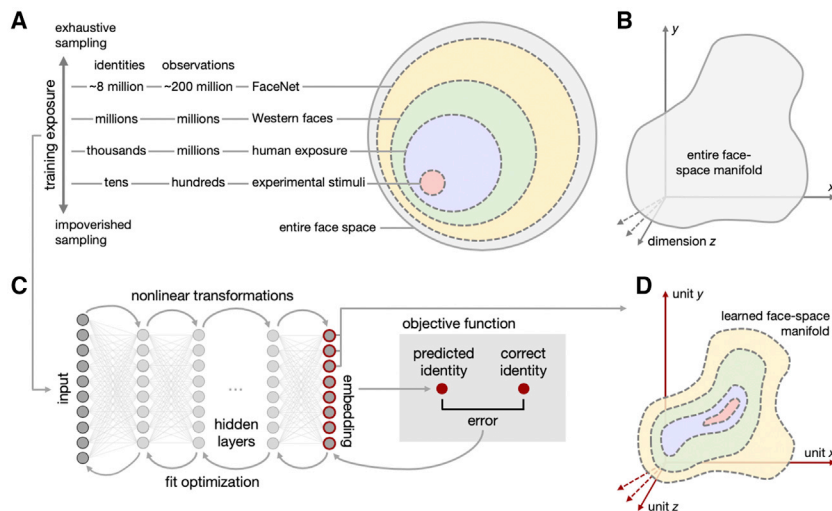 A
exhaustive
sampling
training exposure
impoverished
sampling
identities
observations
~8 million
~200 million
FaceNet
millions
millions
Western faces
thousands
millions
human exposure
tens
hundreds
experimental stimuli
entire face space
B
y
entire face-
space manifold
x
dimension z
C
nonlinear transformations
input
...
hidden
layers
embedding
fit optimization
objective function
predicted
identity
correct
identity
error
D
unit y
learned face-space
manifold
unit x
unit z